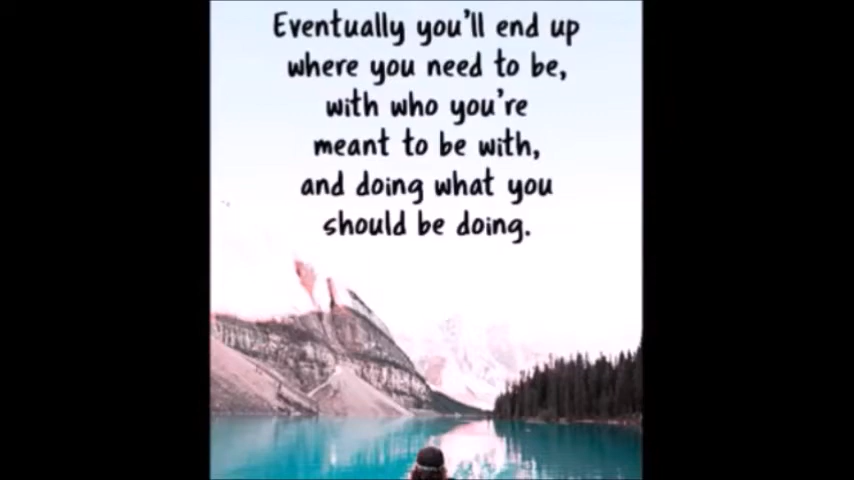 Eventually you'll end up
where you need to be,
with who you're
meant to be with,
and doing what you
should be doing.